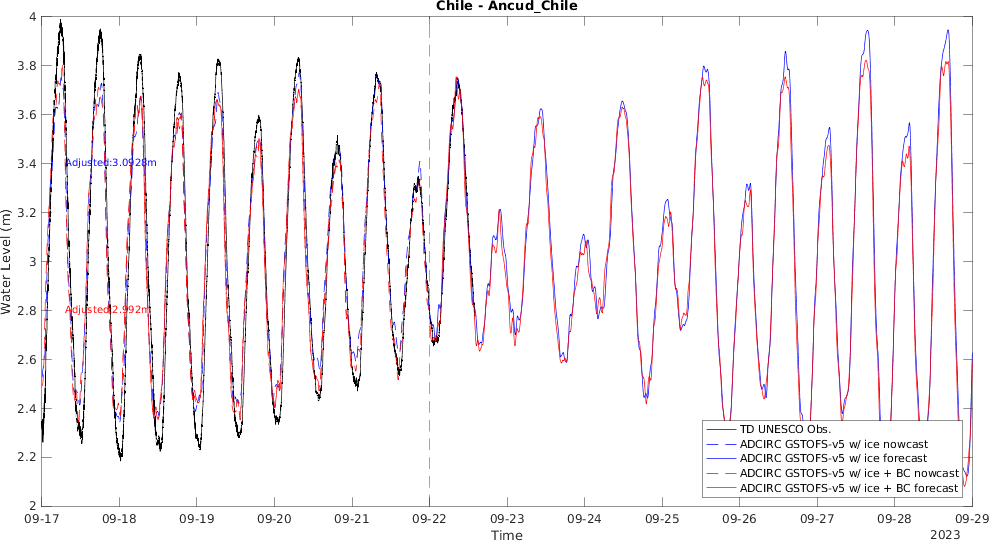 Chile - Ancud_Chile
4
3.8
3.6
3.4
3.2
3
2.8
2.6
2.4
2.2
2
Water Level (m)
Adjusted:3.0928m
Adjusted:2.992m
TD UNESCO Obs.
ADCIRC GSTOFS-v5 w/ ice nowcast
ADCIRC GSTOFS-v5 w/ ice forecast
ADCIRC GSTOFS-v5 w/ ice + BC nowcast
ADCIRC GSTOFS-v5 w/ ice + BC forecast
09-17 09-18 09-19 09-20 09-21 09-22 09-23 09-24 09-25 09-26 09-27 09-28 09-29
Time
2023